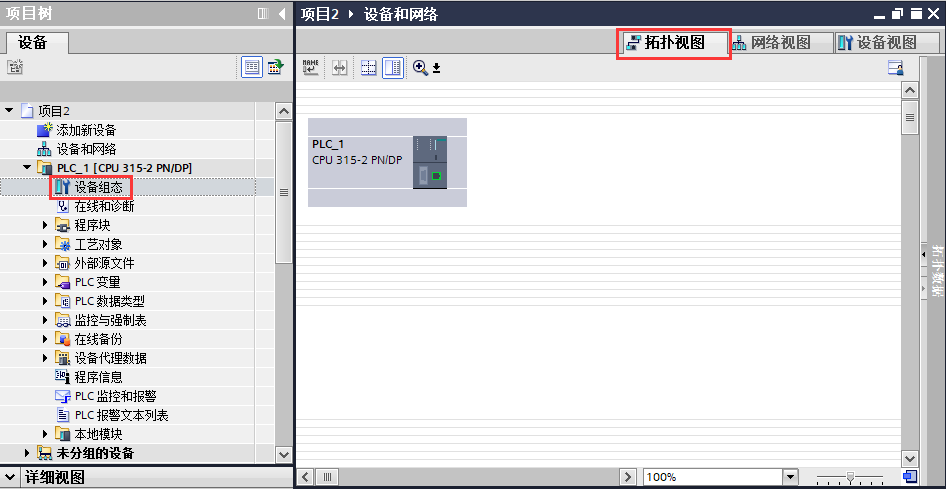 项目树
设备
项目2
添加新设备
设备和网络
PLC_1 [CPU 315-2 PN/DP]
设备组态
在线和诊断
程序块
工艺对象
外部源文件
PLC 变量
PLC 数据类型
监控与强制表
在线备份
设备代理数据
程序信息
PLC 监控和报警
PLC 报警文本列表
本地模块
未分组的设备
详细视图
项目2 设备和网络
拓扑视图 网络视图 设备视图
PLC_1
CPU 315-2 PN/DP
100%
拓扑数据